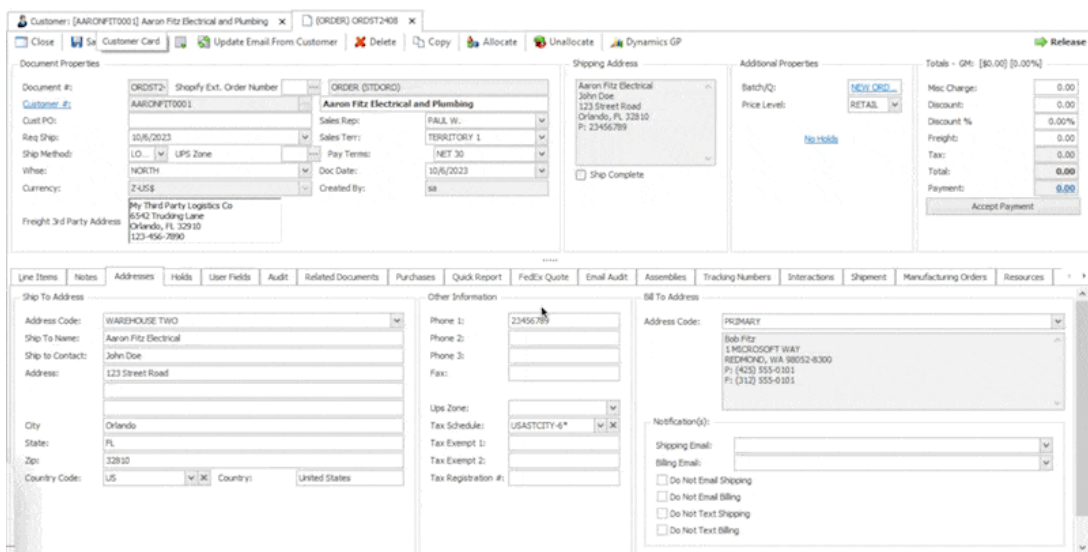 Customer: [AARONFIT0001] Aaron Fitz Electrical and Plumbing
(ORDER) ORDST2408
Close
Sa
Customer Card
Update Email From Customer
Delete
Copy
Allocate
Unallocate
Dynamics GP
Release
Document Properties
Document #:
ORDST2-
Shopify Ext. Order Number
ORDER (STDORD)
Customer #:
AARONFIT0001
Aaron Fitz Electrical and Plumbing
Cust PO:
Sales Rep:
PAUL W.
Req Ship:
10/6/2023
Sales Terr:
TERRITORY 1
Ship Method:
LO...
UPS Zone
Pay Terms:
NET 30
Whse:
NORTH
Doc Date:
10/6/2023
Currency:
Z-US$
Created By:
sa
Freight 3rd Party Address
My Third Party Logistics Co
6542 Trucking Lane
Orlando, FL 32910
123-456-7890
Shipping Address
Aaron Fitz Electrical
John Doe
123 Street Road
Orlando, FL 32810
P: 23456789
Ship Complete
Additional Properties
Batch/Q:
NEW ORD...
Price Level:
RETAIL
No Holds
Totals - GM: [$0.00] [0.00%]
Misc Charge:
0.00
Discount:
0.00
Discount %
0.00%
Freight:
0.00
Tax:
0.00
Total:
0.00
Payment:
0.00
Accept Payment
Line Items
Notes
Addresses
Holds
User Fields
Audit
Related Documents
Purchases
Quick Report
FedEx Quote
Email Audit
Assemblies
Tracking Numbers
Interactions
Shipment
Manufacturing Orders
Resources
Ship To Address
Address Code:
WAREHOUSE TWO
Ship To Name:
Aaron Fitz Electrical
Ship to Contact:
John Doe
Address:
123 Street Road
City
Orlando
State:
FL
Zip:
32810
Country Code:
US
Country:
United States
Other Information
Phone 1:
23456789
Phone 2:
Phone 3:
Fax:
Ups Zone:
Tax Schedule:
USASTCITY-6*
Tax Exempt 1:
Tax Exempt 2:
Tax Registration #:
Bill To Address
Address Code:
PRIMARY
Bob Fitz
1 MICROSOFT WAY
REDMOND, WA 98052-8300
P: (425) 555-0101
F: (312) 555-0101
Notification(s):
Shipping Email:
Billing Email:
Do Not Email Shipping
Do Not Email Billing
Do Not Text Shipping
Do Not Text Billing